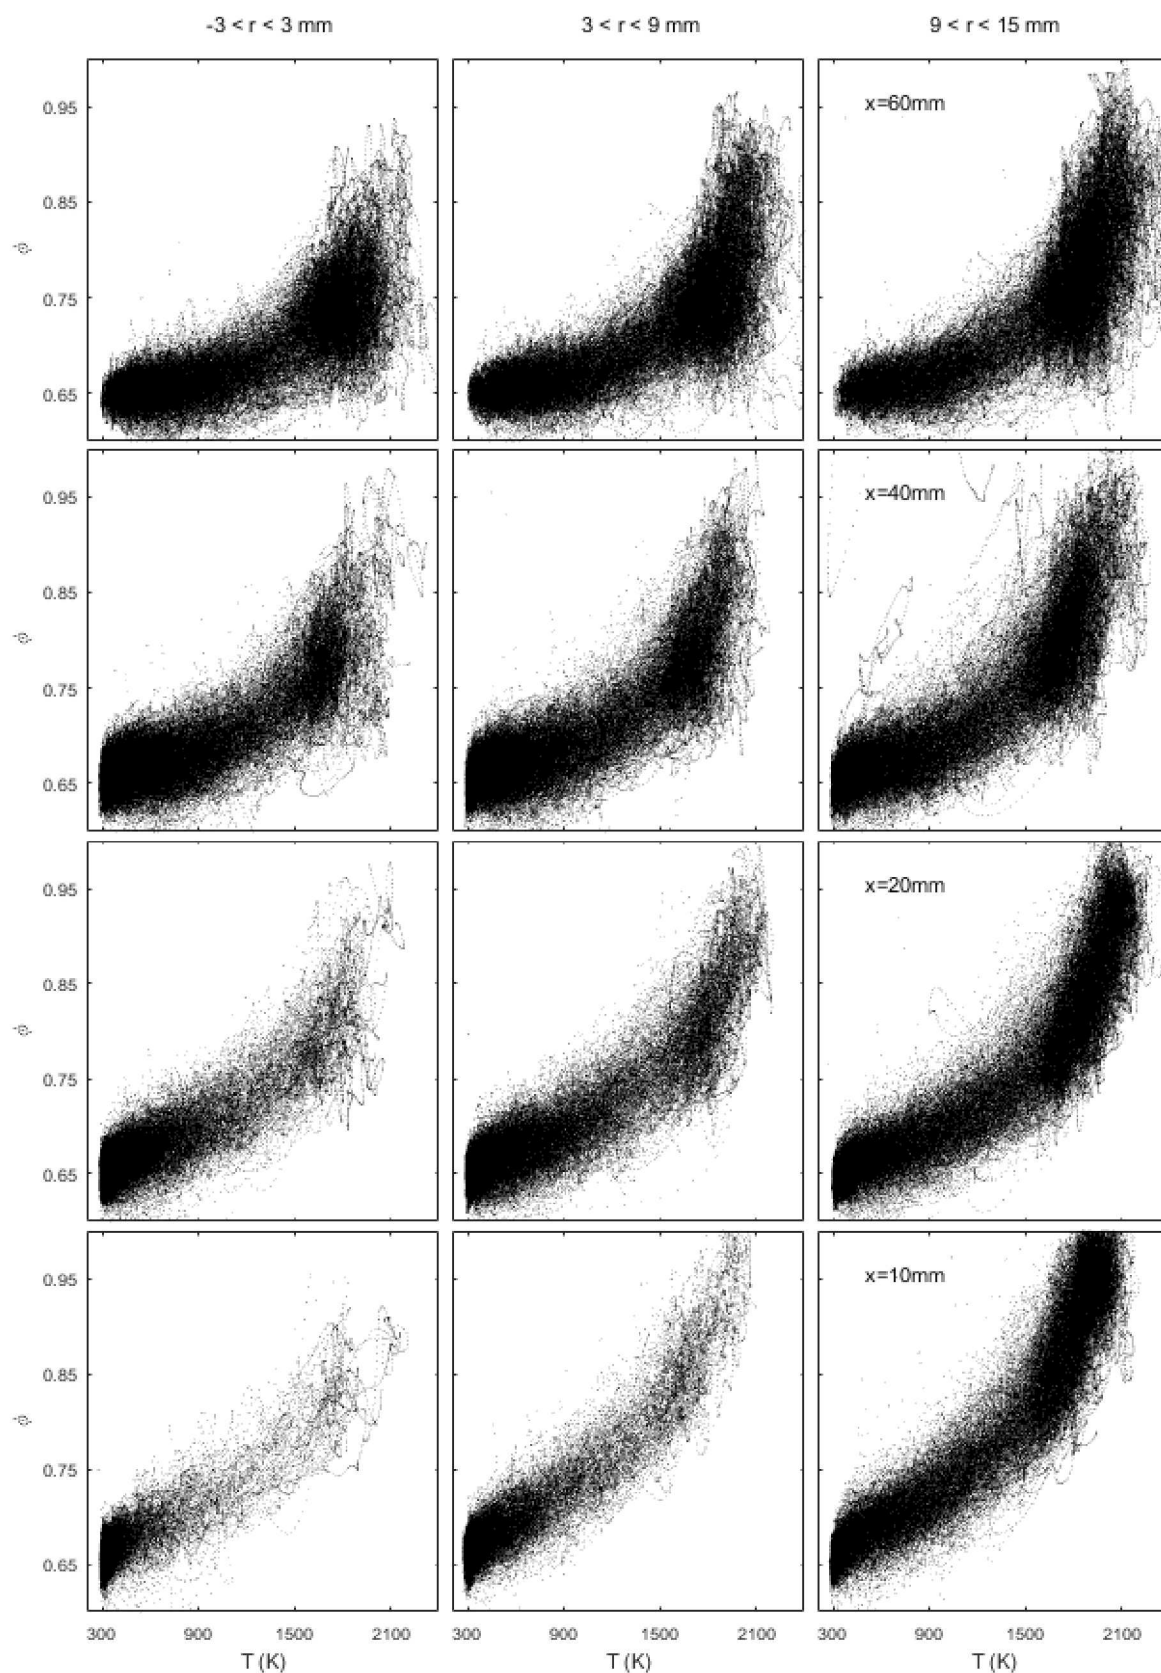 -3 < r < 3 mm 3 < r < 9 mm 9 < r < 15 mm
x=60mm
0.95
0.85
ϕ
0.75
0.65
x=40mm
0.95
0.85
ϕ
0.75
0.65
x=20mm
0.95
0.85
ϕ
0.75
0.65
x=10mm
0.95
0.85
ϕ
0.75
0.65
300 900 1500 2100 300 900 1500 2100 300 900 1500 2100
T (K) T (K) T (K)